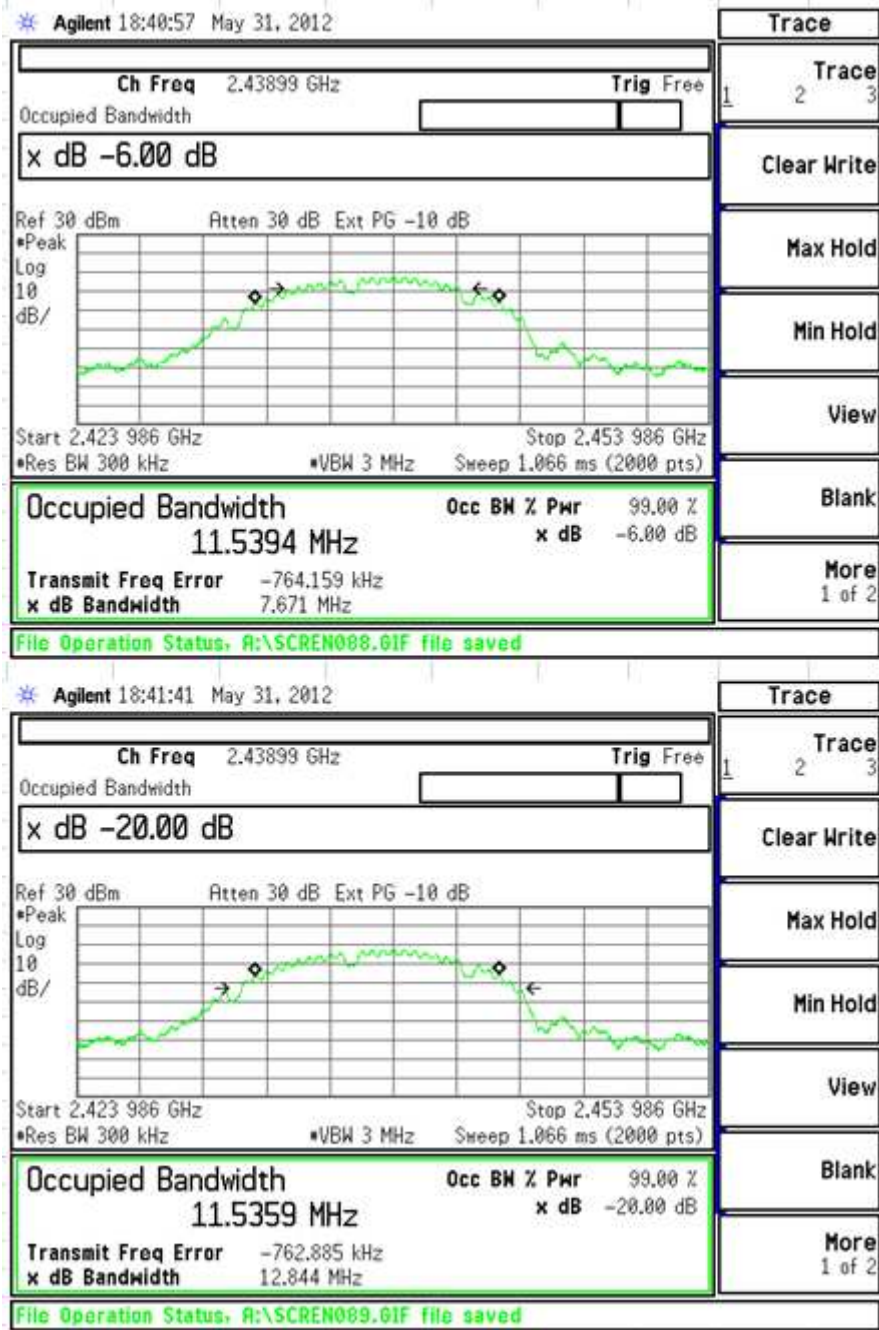 Agilent 18:40:57 May 31, 2012
Trace
Ch Freq 2.43899 GHz Trig Free
Occupied Bandwidth
x dB -6.00 dB
Ref 30 dBm Atten 30 dB Ext PG -10 dB
*Peak
Log
10
dB/
Start 2.423 986 GHz Stop 2.453 986 GHz
*Res BW 300 kHz *VBW 3 MHz Sweep 1.066 ms (2000 pts)
Occupied Bandwidth Occ BW % Pwr 99.00 %
11.5394 MHz x dB -6.00 dB
Transmit Freq Error -764.159 kHz
x dB Bandwidth 7.671 MHz
File Operation Status, A:\SCREN088.GIF file saved
Trace
1 2 3
Clear Write
Max Hold
Min Hold
View
Blank
More
1 of 2
Agilent 18:41:41 May 31, 2012
Trace
Ch Freq 2.43899 GHz Trig Free
Occupied Bandwidth
x dB -20.00 dB
Ref 30 dBm Atten 30 dB Ext PG -10 dB
*Peak
Log
10
dB/
Start 2.423 986 GHz Stop 2.453 986 GHz
*Res BW 300 kHz *VBW 3 MHz Sweep 1.066 ms (2000 pts)
Occupied Bandwidth Occ BW % Pwr 99.00 %
11.5359 MHz x dB -20.00 dB
Transmit Freq Error -762.885 kHz
x dB Bandwidth 12.844 MHz
File Operation Status, A:\SCREN089.GIF file saved
Trace
1 2 3
Clear Write
Max Hold
Min Hold
View
Blank
More
1 of 2